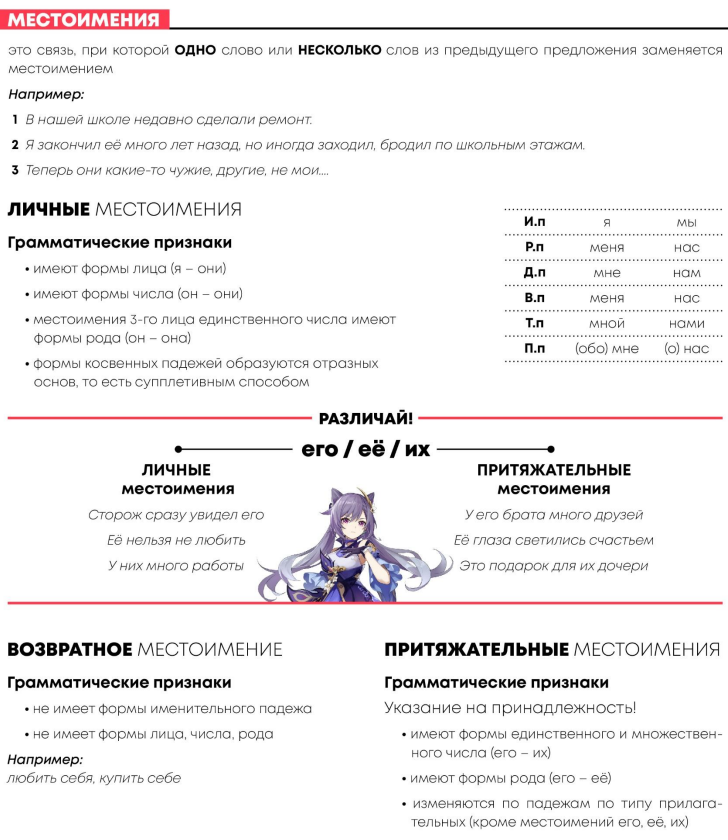 МЕСТОИМЕНИЯ
это связь, при которой ОДНО слово или НЕСКОЛЬКО слов из предыдущего предложения заменяется
местоимением
Например:
1 В нашей школе недавно сделали ремонт.
2 Я закончил её много лет назад, но иногда заходил, бродил по школьным этажам.
3 Теперь они какие-то чужие, другие, не мои....
ЛИЧНЫЕ МЕСТОИМЕНИЯ
Грамматические признаки
• имеют формы лица (я – они)
• имеют формы числа (он – они)
• местоимения 3-го лица единственного числа имеют
формы рода (он – она)
• формы косвенных падежей образуются отразных
основ, то есть супплетивным способом
И.п я мы
Р.п меня нас
Д.п мне нам
В.п меня нас
Т.п мной нами
П.п (обо) мне (о) нас
РАЗЛИЧАЙ!
его / её / их
ЛИЧНЫЕ
местоимения
Сторож сразу увидел его
Её нельзя не любить
У них много работы
ПРИТЯЖАТЕЛЬНЫЕ
местоимения
У его брата много друзей
Её глаза светились счастьем
Это подарок для их дочери
ВОЗВРАТНОЕ МЕСТОИМЕНИЕ
Грамматические признаки
• не имеет формы именительного падежа
• не имеет формы лица, числа, рода
Например:
любить себя, купить себе
ПРИТЯЖАТЕЛЬНЫЕ МЕСТОИМЕНИЯ
Грамматические признаки
Указание на принадлежность!
• имеют формы единственного и множествен-
ного числа (его – их)
• имеют формы рода (его – её)
• изменяются по падежам по типу прилага-
тельных (кроме местоимений его, её, их)